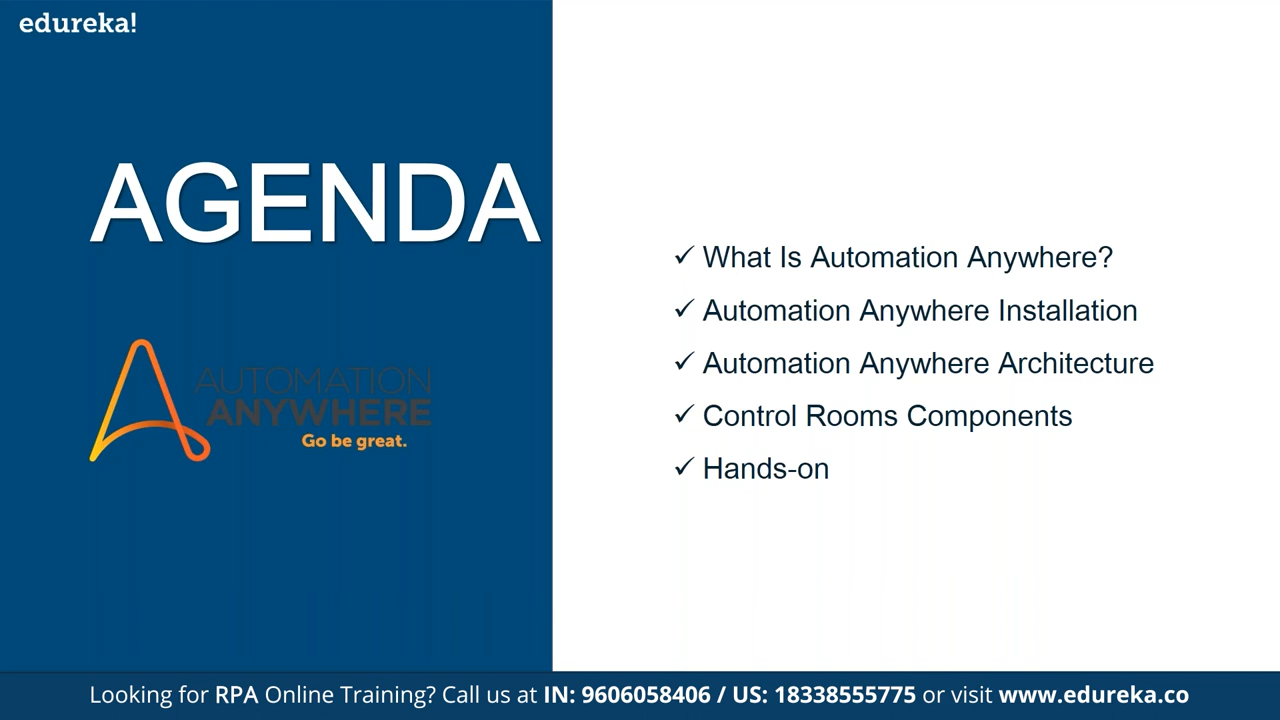 edureka!
AGENDA
AUTOMATION
ANYWHERE
Go be great.
✓ What Is Automation Anywhere?
✓ Automation Anywhere Installation
✓ Automation Anywhere Architecture
✓ Control Rooms Components
✓ Hands-on
Looking for RPA Online Training? Call us at IN: 9606058406 / US: 18338555775 or visit www.edureka.co